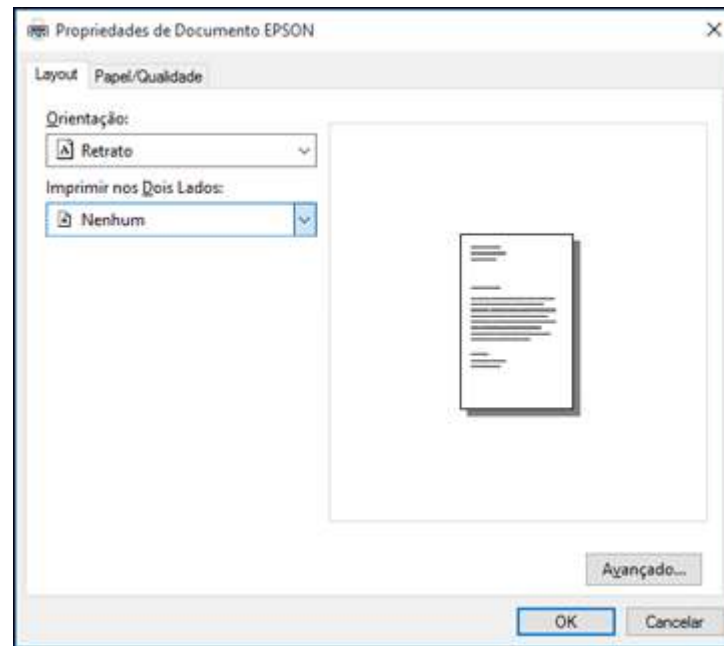 Propriedades de Documento EPSON
Layout Papel/Qualidade
Orientação:
A Retrato
Imprimir nos Dois Lados:
Nenhum
Avançado...
OK Cancelar